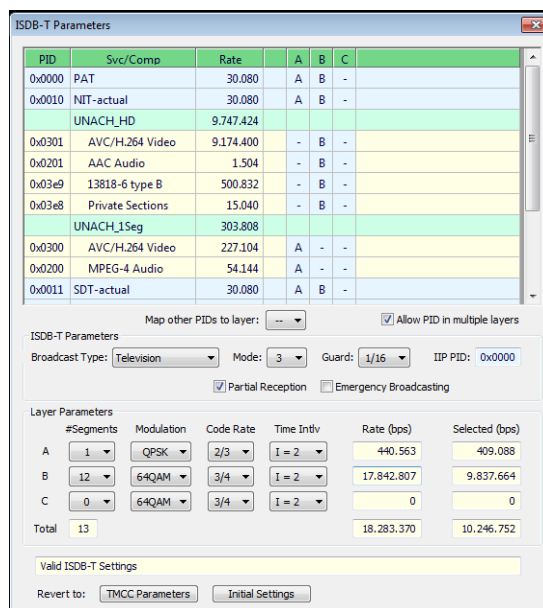 ISDB-T Parameters
PID Svc/Comp Rate A B C
0x0000 PAT 30.080 A B -
0x0010 NIT-actual 30.080 A B -
UNACH_HD 9.747.424
0x0301 AVC/H.264 Video 9.174.400 - B -
0x0201 AAC Audio 1.504 - B -
0x03e9 13818-6 type B 500.832 - B -
0x03e8 Private Sections 15.040 - B -
UNACH_1Seg 303.808
0x0300 AVC/H.264 Video 227.104 A - -
0x0200 MPEG-4 Audio 54.144 A - -
0x0011 SDT-actual 30.080 A B -
Map other PIDs to layer: -- Allow PID in multiple layers
ISDB-T Parameters
Broadcast Type: Television Mode: 3 Guard: 1/16 IIP PID: 0x0000
Partial Reception Emergency Broadcasting
Layer Parameters
#Segments Modulation Code Rate Time Intlv Rate (bps) Selected (bps)
A 1 QPSK 2/3 I = 2 440.563 409.088
B 12 64QAM 3/4 I = 2 17.842.807 9.837.664
C 0 64QAM 3/4 I = 2 0 0
Total 13 18.283.370 10.246.752
Valid ISDB-T Settings
Revert to: TMCC Parameters Initial Settings